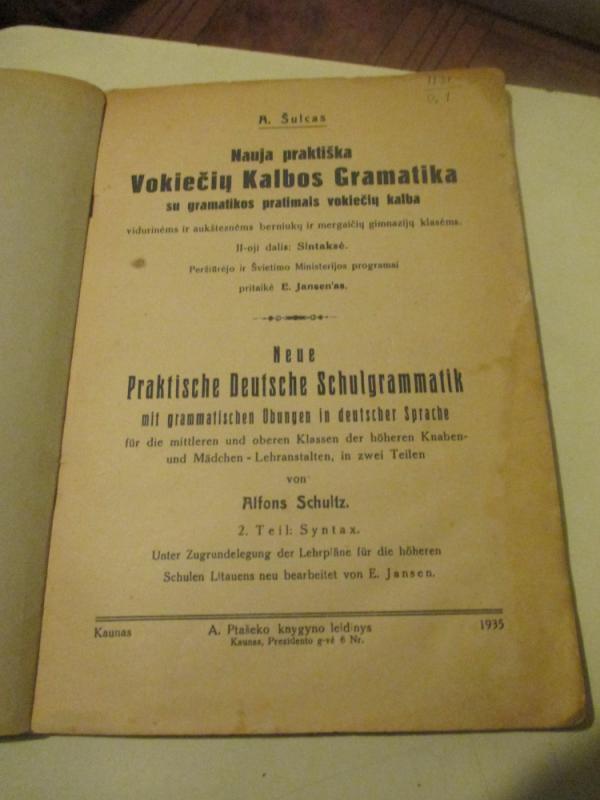 A. Šulcas
Nauja praktiška
Vokiečių Kalbos Gramatika
su gramatikos pratimais vokiečių kalba
vidurinėms ir aukštesnėms berniukų ir mergaičių gimnazijų klasėms.
II-oji dalis: Sintaksė.
Peržiūrėjo ir Švietimo Ministerijos programai
pritaikė E. Jansen'as.
Neue
Praktische Deutsche Schulgrammatik
mit grammatischen Übungen in deutscher Sprache
für die mittleren und oberen Klassen der höheren Knaben-
und Mädchen - Lehranstalten, in zwei Teilen
von
Alfons Schultz.
2. Teil: Syntax.
Unter Zugrundelegung der Lehrpläne für die höheren
Schulen Litauens neu bearbeitet von E. Jansen.
Kaunas A. Ptašeko knygyno leidinys 1935
Kaunas, Prezidento g-vė 6 Nr.